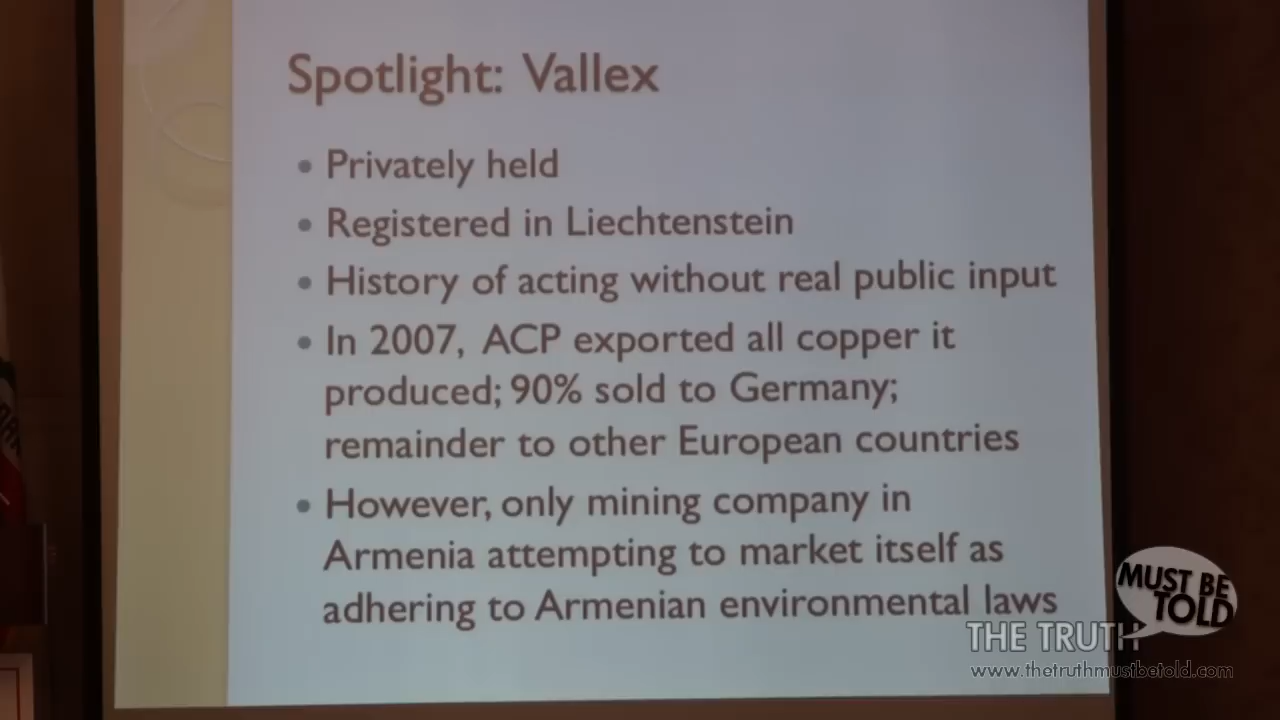 Spotlight: Vallex
• Privately held
• Registered in Liechtenstein
• History of acting without real public input
• In 2007, ACP exported all copper it
produced; 90% sold to Germany;
remainder to other European countries
• However, only mining company in
Armenia attempting to market itself as
adhering to Armenian environmental laws
MUST BE
TOLD
THE TRUTH
www.thetruthmustbetold.com